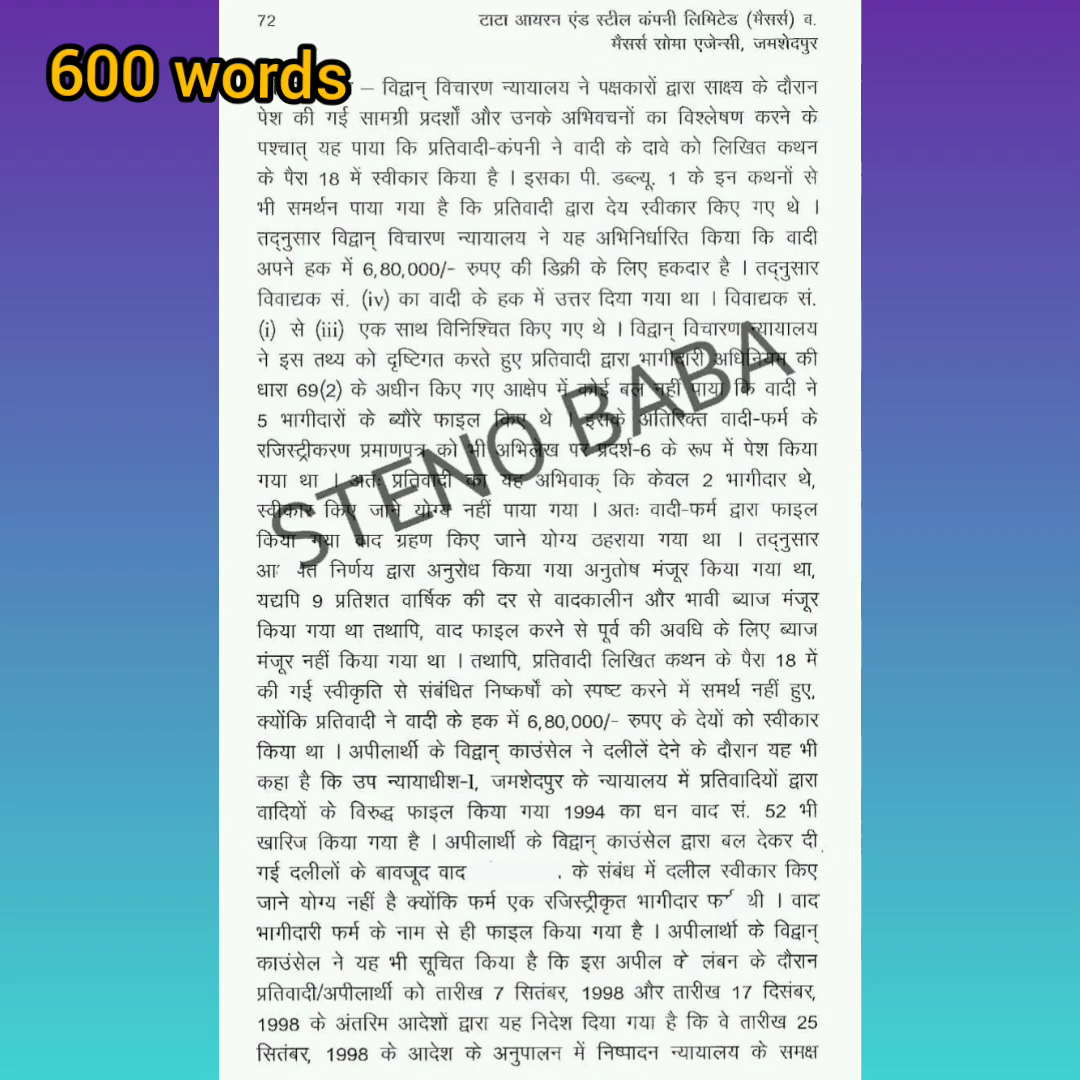 72
टाटा आयरन एंड स्टील कंपनी लिमिटेड (मैसर्स) ब.
मैसर्स सोमा एजेन्सी, जमशेदपुर
600 words
– विद्वान् विचारण न्यायालय ने पक्षकारों द्वारा साक्ष्य के दौरान
पेश की गई सामग्री प्रदर्शों और उनके अभिवचनों का विश्लेषण करने के
पश्चात् यह पाया कि प्रतिवादी-कंपनी ने वादी के दावे को लिखित कथन
के पैरा 18 में स्वीकार किया है । इसका पी. डब्ल्यू. 1 के इन कथनों से
भी समर्थन पाया गया है कि प्रतिवादी द्वारा देय स्वीकार किए गए थे ।
तद्नुसार विद्वान् विचारण न्यायालय ने यह अभिनिर्धारित किया कि वादी
अपने हक में 6,80,000/- रुपए की डिक्री के लिए हकदार है । तद्नुसार
विवाद्यक सं. (iv) का वादी के हक में उत्तर दिया गया था । विवाद्यक सं.
(i) से (iii) एक साथ विनिश्चित किए गए थे । विद्वान् विचारण न्यायालय
ने इस तथ्य को दृष्टिगत करते हुए प्रतिवादी द्वारा भागीदारी अधिनियम की
धारा 69(2) के अधीन किए गए आक्षेप में कोई बल नहीं पाया कि वादी ने
5 भागीदारों के ब्यौरे फाइल किए थे । इसके अतिरिक्त वादी-फर्म के
रजिस्ट्रीकरण प्रमाणपत्र को भी अभिलेख पर प्रदर्श-6 के रूप में पेश किया
गया था । अतः प्रतिवादी का यह अभिवाक् कि केवल 2 भागीदार थे,
स्वीकार किए जाने योग्य नहीं पाया गया । अतः वादी-फर्म द्वारा फाइल
किया गया वाद ग्रहण किए जाने योग्य ठहराया गया था । तद्नुसार
निर्णय द्वारा अनुरोध किया गया अनुतोष मंजूर किया गया था,
यद्यपि 9 प्रतिशत वार्षिक की दर से वादकालीन और भावी ब्याज मंजूर
किया गया था तथापि, वाद फाइल करने से पूर्व की अवधि के लिए ब्याज
मंजूर नहीं किया गया था । तथापि, प्रतिवादी लिखित कथन के पैरा 18 में
की गई स्वीकृति से संबंधित निष्कर्षों को स्पष्ट करने में समर्थ नहीं हुए,
क्योंकि प्रतिवादी ने वादी के हक में 6,80,000/- रुपए के देयों को स्वीकार
किया था । अपीलार्थी के विद्वान् काउंसेल ने दलीलें देने के दौरान यह भी
कहा है कि उप न्यायाधीश-I, जमशेदपुर के न्यायालय में प्रतिवादियों द्वारा
वादियों के विरुद्ध फाइल किया गया 1994 का धन वाद सं. 52 भी
खारिज किया गया है । अपीलार्थी के विद्वान् काउंसेल द्वारा बल देकर दी
गई दलीलों के बावजूद वाद के संबंध में दलील स्वीकार किए
जाने योग्य नहीं है क्योंकि फर्म एक रजिस्ट्रीकृत भागीदार फर्म थी । वाद
भागीदारी फर्म के नाम से ही फाइल किया गया है । अपीलार्थी के विद्वान्
काउंसेल ने यह भी सूचित किया है कि इस अपील के लंबन के दौरान
प्रतिवादी/अपीलार्थी को तारीख 7 सितंबर, 1998 और तारीख 17 दिसंबर,
1998 के अंतरिम आदेशों द्वारा यह निदेश दिया गया है कि वे तारीख 25
सितंबर, 1998 के आदेश के अनुपालन में निष्पादन न्यायालय के समक्ष
STENO BABA